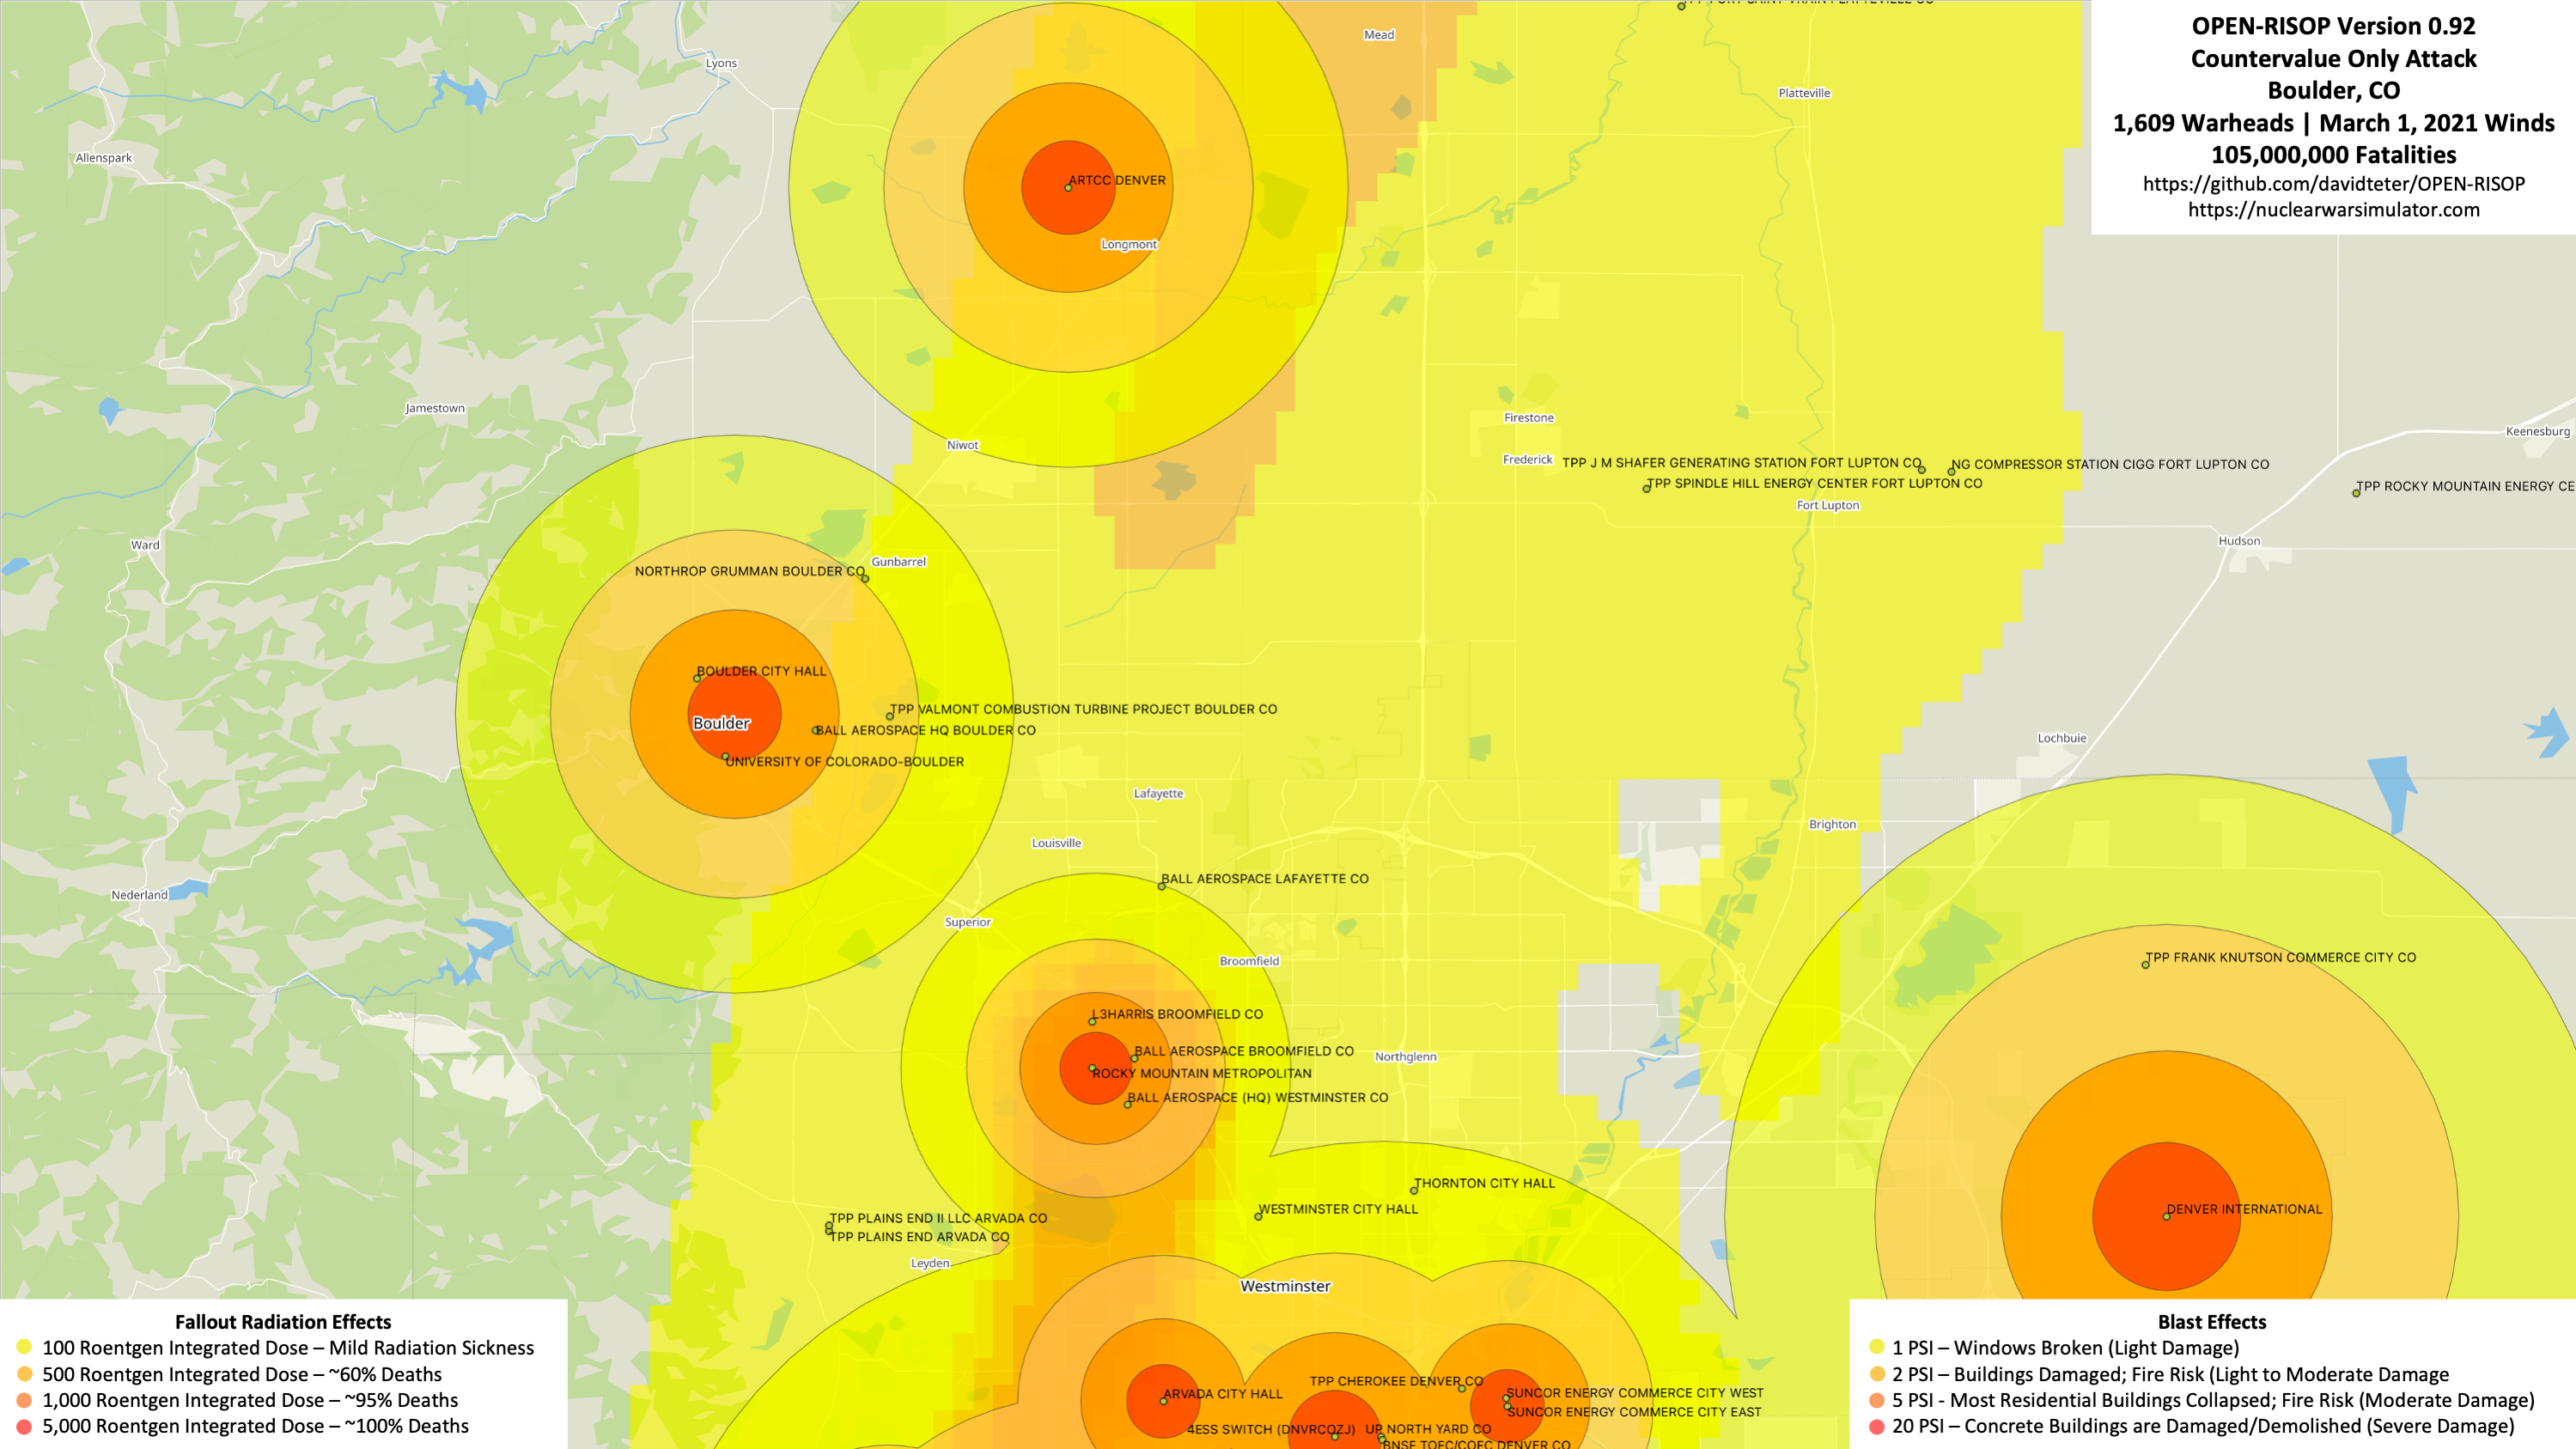 OPEN-RISOP Version 0.92
Countervalue Only Attack
Boulder, CO
1,609 Warheads | March 1, 2021 Winds
105,000,000 Fatalities
https://github.com/davidteter/OPEN-RISOP
https://nuclearwarsimulator.com
Mead
Lyons
Platteville
Allenspark
ARTCC DENVER
Longmont
Jamestown
Firestone
Keenesburg
Niwot
Frederick
TPP J M SHAFER GENERATING STATION FORT LUPTON CO
NG COMPRESSOR STATION CIGG FORT LUPTON CO
TPP SPINDLE HILL ENERGY CENTER FORT LUPTON CO
TPP ROCKY MOUNTAIN ENERGY CE
Fort Lupton
Ward
Hudson
Gunbarrel
NORTHROP GRUMMAN BOULDER CO
BOULDER CITY HALL
TPP VALMONT COMBUSTION TURBINE PROJECT BOULDER CO
Boulder
BALL AEROSPACE HQ BOULDER CO
Lochbuie
UNIVERSITY OF COLORADO-BOULDER
Lafayette
Brighton
Louisville
BALL AEROSPACE LAFAYETTE CO
Nederland
Superior
TPP FRANK KNUTSON COMMERCE CITY CO
Broomfield
L3HARRIS BROOMFIELD CO
BALL AEROSPACE BROOMFIELD CO
Northglenn
ROCKY MOUNTAIN METROPOLITAN
BALL AEROSPACE (HQ) WESTMINSTER CO
THORNTON CITY HALL
WESTMINSTER CITY HALL
DENVER INTERNATIONAL
TPP PLAINS END II LLC ARVADA CO
TPP PLAINS END ARVADA CO
Leyden
Westminster
TPP CHEROKEE DENVER CO
ARVADA CITY HALL
SUNCOR ENERGY COMMERCE CITY WEST
SUNCOR ENERGY COMMERCE CITY EAST
4ESS SWITCH (DNVRCOZJ)
UP NORTH YARD CO
BNSF TOFC/COFC DENVER CO
Fallout Radiation Effects
100 Roentgen Integrated Dose – Mild Radiation Sickness
500 Roentgen Integrated Dose – ~60% Deaths
1,000 Roentgen Integrated Dose – ~95% Deaths
5,000 Roentgen Integrated Dose – ~100% Deaths
Blast Effects
1 PSI – Windows Broken (Light Damage)
2 PSI – Buildings Damaged; Fire Risk (Light to Moderate Damage
5 PSI - Most Residential Buildings Collapsed; Fire Risk (Moderate Damage)
20 PSI – Concrete Buildings are Damaged/Demolished (Severe Damage)